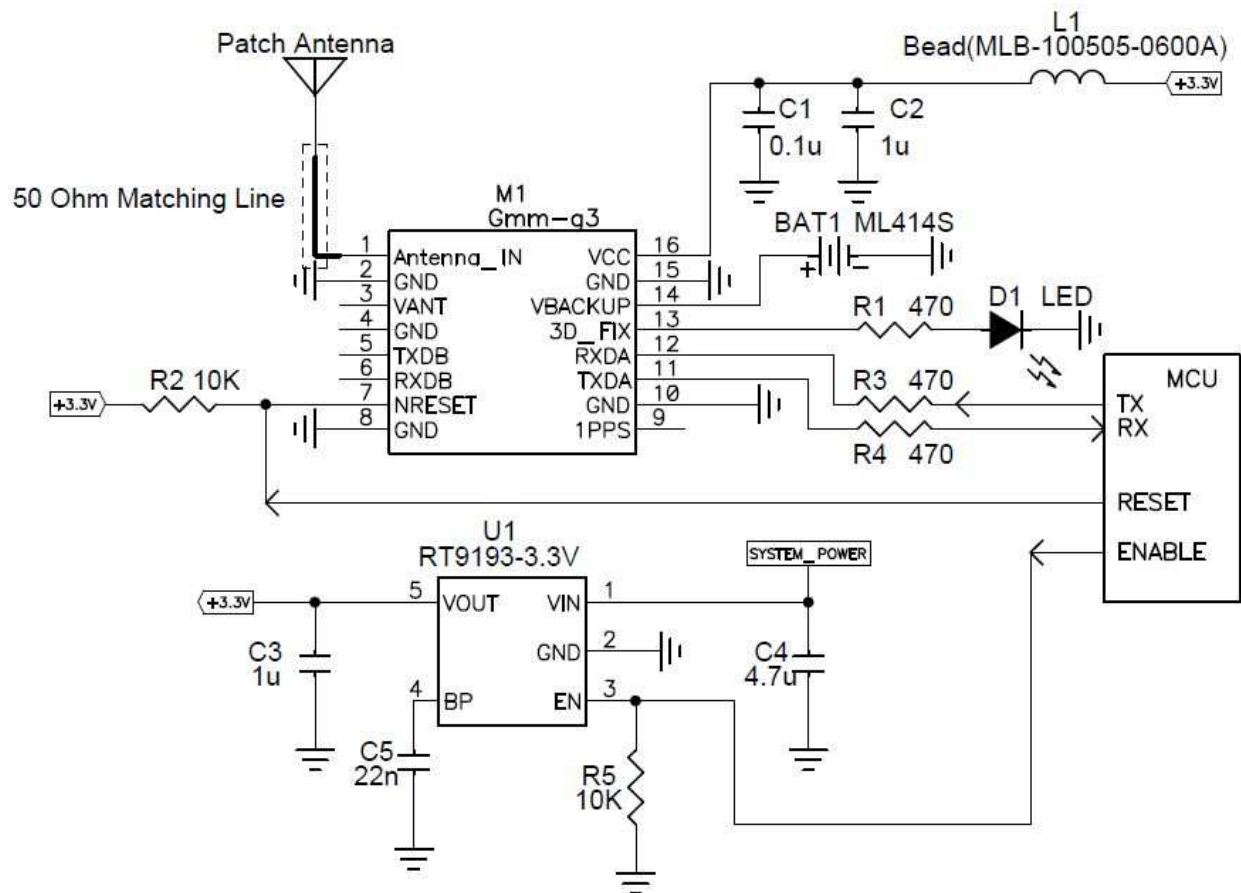 L1
Bead(MLB-100505-0600A)
Patch Antenna
+3.3V
C1
0.1u
C2
1u
50 Ohm Matching Line
M1
Gmm-g3
BAT1 ML414S
1 Antenna_IN VCC 16
2 GND GND 15
3 VANT VBACKUP 14
4 GND 3D_FIX 13
5 TXDB RXDA 12
6 RXDB TXDA 11
7 NRESET GND 10
8 GND 1PPS 9
R1 470
D1 LED
MCU
R2 10K
+3.3V
R3 470
TX
RX
R4 470
RESET
ENABLE
U1
RT9193-3.3V
SYSTEM_POWER
+3.3V
5 VOUT VIN 1
GND 2
4 BP EN 3
C3
1u
C4
4.7u
C5
22n
R5
10K